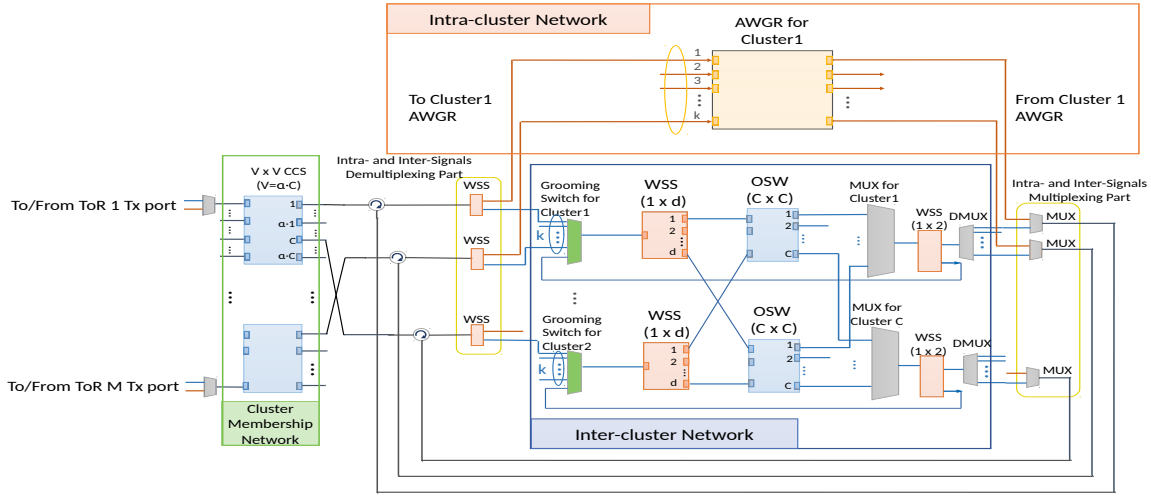 Intra-cluster Network
AWGR for
Cluster1
1
2
3
k
To Cluster1
AWGR
From Cluster 1
AWGR
V x V CCS
(V=α·C)
Intra- and Inter-Signals
Demultiplexing Part
To/From ToR 1 Tx port
1
α·1
C
α·C
WSS
WSS
WSS
Grooming
Switch for
Cluster1
k
WSS
(1 x d)
1
2
d
OSW
(C x C)
1
2
C
MUX for
Cluster1
WSS
(1 x 2)
DMUX
Intra- and Inter-Signals
Multiplexing Part
MUX
MUX
Grooming
Switch for
Cluster2
k
WSS
(1 x d)
1
2
d
OSW
(C x C)
1
2
C
MUX for
Cluster C
WSS
(1 x 2)
DMUX
MUX
To/From ToR M Tx port
Cluster
Membership
Network
Inter-cluster Network